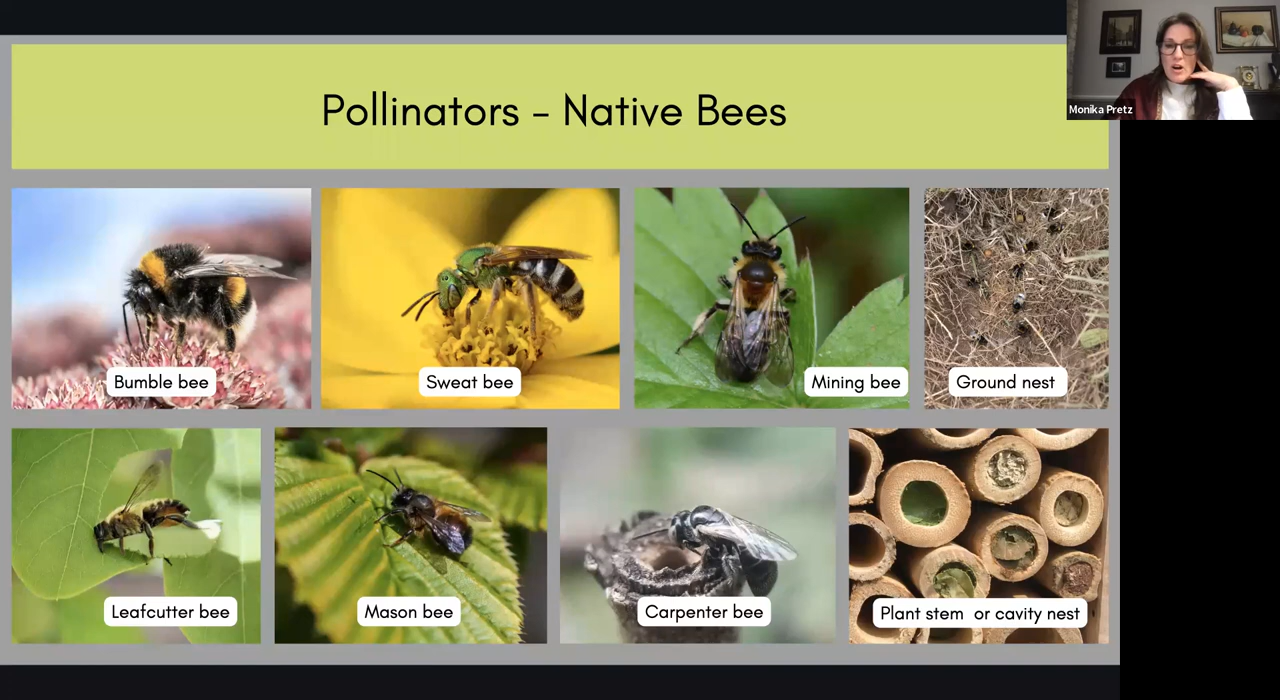 Monika Pretz
Pollinators - Native Bees
Bumble bee
Sweat bee
Mining bee
Ground nest
Leafcutter bee
Mason bee
Carpenter bee
Plant stem or cavity nest